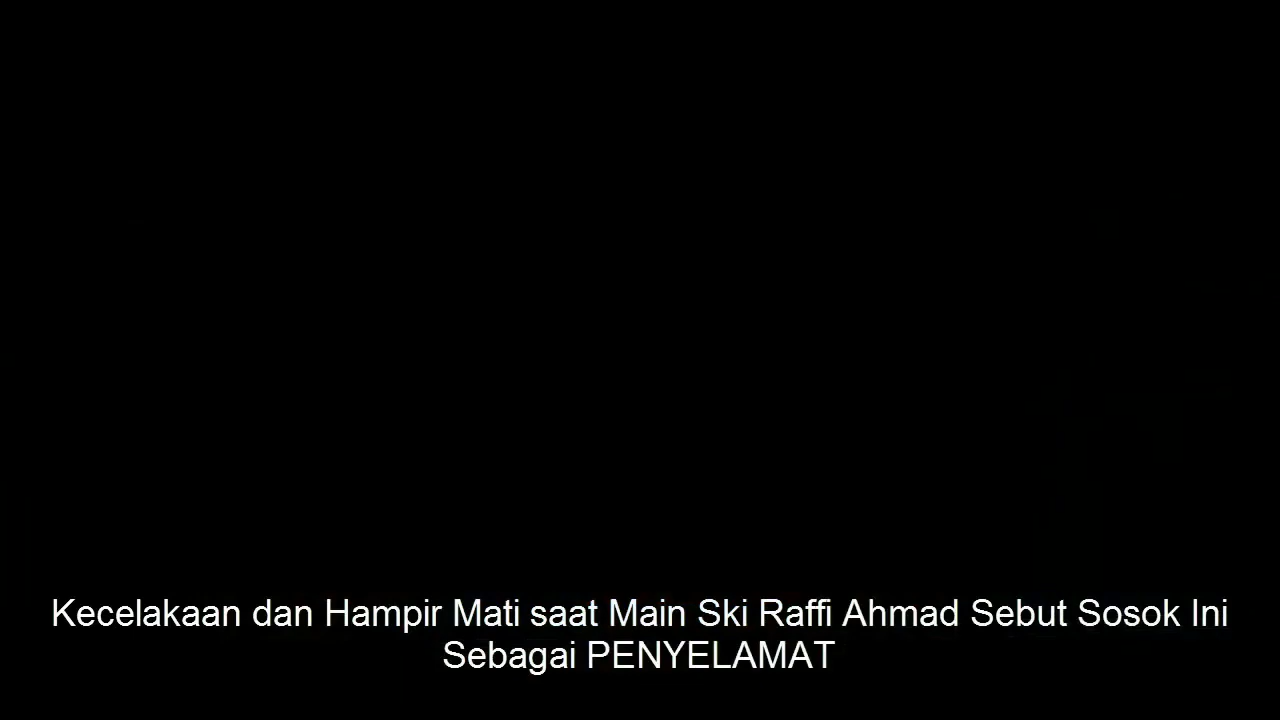 Kecelakaan dan Hampir Mati saat Main Ski Raffi Ahmad Sebut Sosok Ini
Sebagai PENYELAMAT